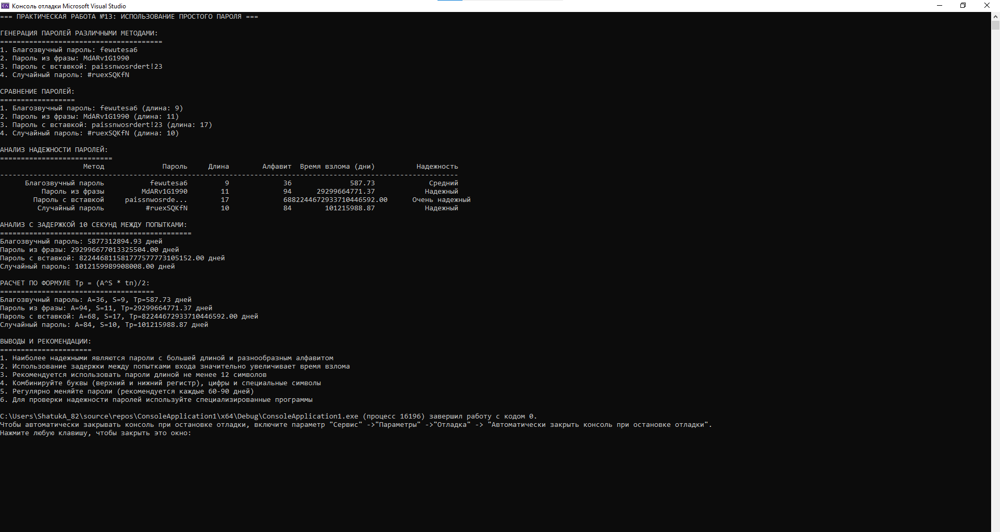 Консоль отладки Microsoft Visual Studio
=== ПРАКТИЧЕСКАЯ РАБОТА №13: ИСПОЛЬЗОВАНИЕ ПРОСТОГО ПАРОЛЯ ===
ГЕНЕРАЦИЯ ПАРОЛЕЙ РАЗЛИЧНЫМИ МЕТОДАМИ:
=======================================
1. Благозвучный пароль: fewutesa6
2. Пароль из фразы: MdARv1G1990
3. Пароль с вставкой: paissnwosrdert!23
4. Случайный пароль: #ruexSQKfN
СРАВНЕНИЕ ПАРОЛЕЙ:
==================
1. Благозвучный пароль: fewutesa6 (длина: 9)
2. Пароль из фразы: MdARv1G1990 (длина: 11)
3. Пароль с вставкой: paissnwosrdert!23 (длина: 17)
4. Случайный пароль: #ruexSQKfN (длина: 10)
АНАЛИЗ НАДЕЖНОСТИ ПАРОЛЕЙ:
===========================
Метод Пароль Длина Алфавит Время взлома (дни) Надежность
--------------------------------------------------------------------------------------------------------------
Благозвучный пароль fewutesa6 9 36 587.73 Средний
Пароль из фразы MdARv1G1990 11 94 29299664771.37 Надежный
Пароль с вставкой paissnwosrde... 17 6882244672933710446592.00 Очень надежный
Случайный пароль #ruexSQKfN 10 84 101215988.87 Надежный
АНАЛИЗ С ЗАДЕРЖКОЙ 10 СЕКУНД МЕЖДУ ПОПЫТКАМИ:
==============================================
Благозвучный пароль: 5877312894.93 дней
Пароль из фразы: 292996677013325504.00 дней
Пароль с вставкой: 822446811581777577773105152.00 дней
Случайный пароль: 1012159989908008.00 дней
РАСЧЕТ ПО ФОРМУЛЕ Тр = (A^S * tп)/2:
=====================================
Благозвучный пароль: A=36, S=9, Тр=587.73 дней
Пароль из фразы: A=94, S=11, Тр=29299664771.37 дней
Пароль с вставкой: A=68, S=17, Тр=82244672933710446592.00 дней
Случайный пароль: A=84, S=10, Тр=101215988.87 дней
ВЫВОДЫ И РЕКОМЕНДАЦИИ:
======================
1. Наиболее надежными являются пароли с большей длиной и разнообразным алфавитом
2. Использование задержки между попытками входа значительно увеличивает время взлома
3. Рекомендуется использовать пароли длиной не менее 12 символов
4. Комбинируйте буквы (верхний и нижний регистр), цифры и специальные символы
5. Регулярно меняйте пароли (рекомендуется каждые 60-90 дней)
6. Для проверки надежности паролей используйте специализированные программы
C:\Users\ShatukA_82\source\repos\ConsoleApplication1\x64\Debug\ConsoleApplication1.exe (процесс 16196) завершил работу с кодом 0.
Чтобы автоматически закрывать консоль при остановке отладки, включите параметр "Сервис" ->"Параметры" ->"Отладка" -> "Автоматически закрыть консоль при остановке отладки".
Нажмите любую клавишу, чтобы закрыть это окно: